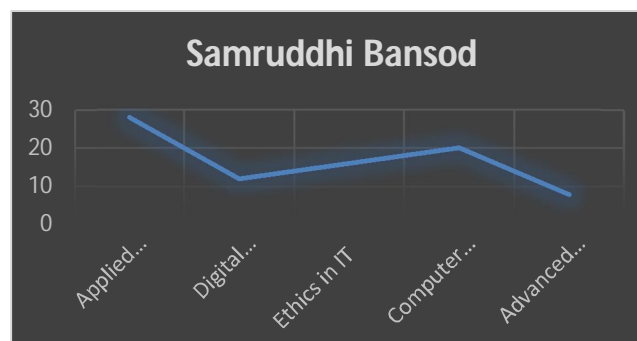 Samruddhi Bansod
30
20
10
0
Applied...
Digital...
Ethics in IT
Computer...
Advanced...